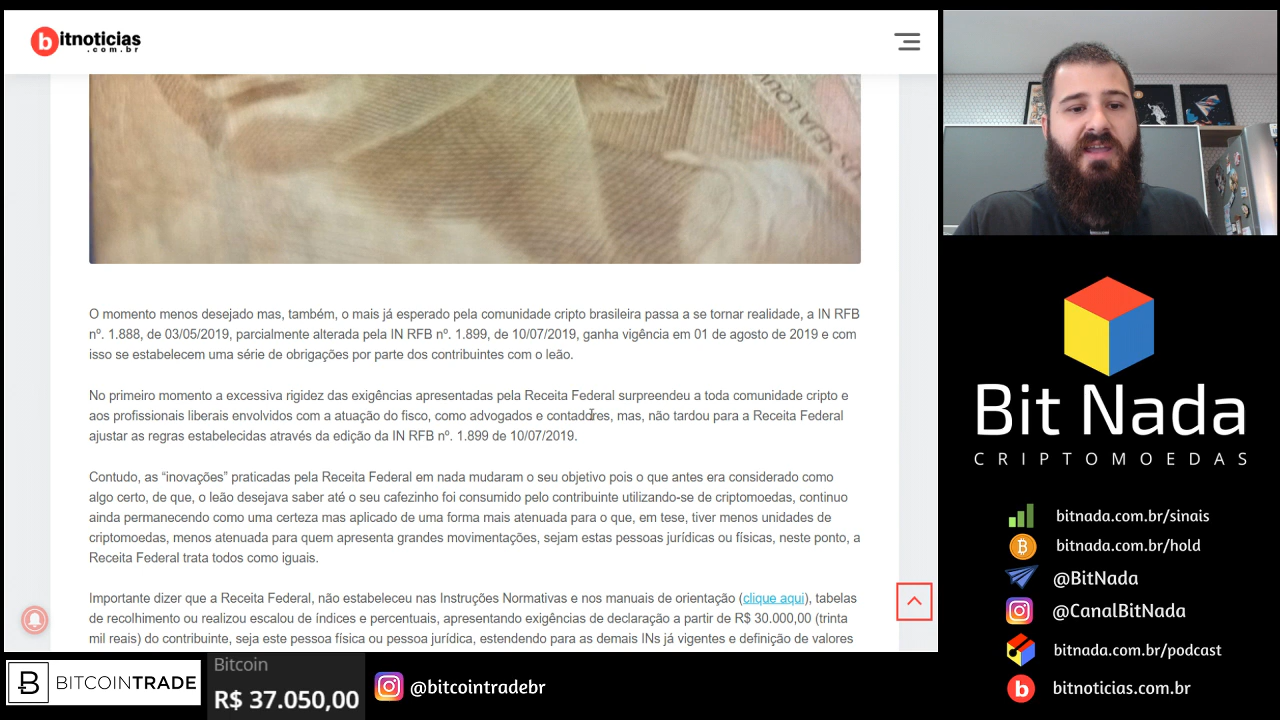 bitnoticias
.com.br
US SEJA LOU
O momento menos desejado mas, também, o mais já esperado pela comunidade cripto brasileira passa a se tornar realidade, a IN RFB
nº. 1.888, de 03/05/2019, parcialmente alterada pela IN RFB nº. 1.899, de 10/07/2019, ganha vigência em 01 de agosto de 2019 e com
isso se estabelecem uma série de obrigações por parte dos contribuintes com o leão.
No primeiro momento a excessiva rigidez das exigências apresentadas pela Receita Federal surpreendeu a toda comunidade cripto e
aos profissionais liberais envolvidos com a atuação do fisco, como advogados e contadores, mas, não tardou para a Receita Federal
ajustar as regras estabelecidas através da edição da IN RFB nº. 1.899 de 10/07/2019.
Contudo, as “inovações” praticadas pela Receita Federal em nada mudaram o seu objetivo pois o que antes era considerado como
algo certo, de que, o leão desejava saber até o seu cafezinho foi consumido pelo contribuinte utilizando-se de criptomoedas, continuo
ainda permanecendo como uma certeza mas aplicado de uma forma mais atenuada para o que, em tese, tiver menos unidades de
criptomoedas, menos atenuada para quem apresenta grandes movimentações, sejam estas pessoas jurídicas ou físicas, neste ponto, a
Receita Federal trata todos como iguais.
Importante dizer que a Receita Federal, não estabeleceu nas Instruções Normativas e nos manuais de orientação (clique aqui), tabelas
de recolhimento ou realizou escalou de índices e percentuais, apresentando exigências de declaração a partir de R$ 30.000,00 (trinta
mil reais) do contribuinte, seja este pessoa física ou pessoa jurídica, estendendo para as demais INs já vigentes e definição de valores
BITCOINTRADE
Bitcoin
R$ 37.050,00
@bitcointradebr
Bit Nada
CRIPTOMOEDAS
bitnada.com.br/sinais
bitnada.com.br/hold
@BitNada
@CanalBitNada
bitnada.com.br/podcast
bitnoticias.com.br